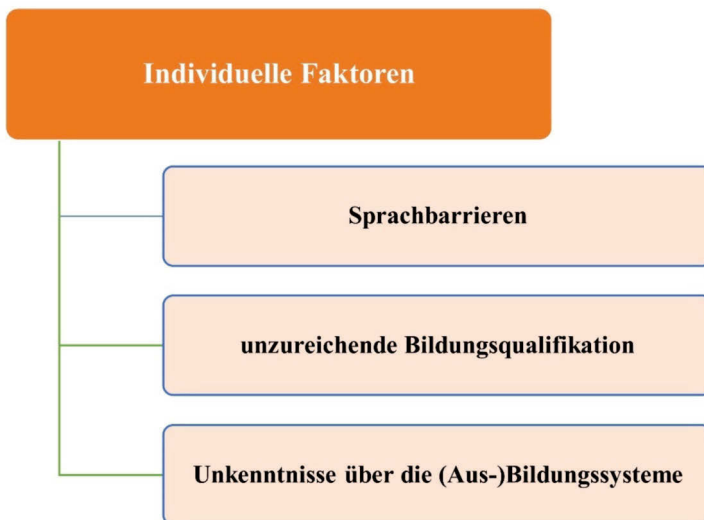 Individuelle Faktoren
Sprachbarrieren
unzureichende Bildungsqualifikation
Unkenntnisse über die (Aus-)Bildungssysteme